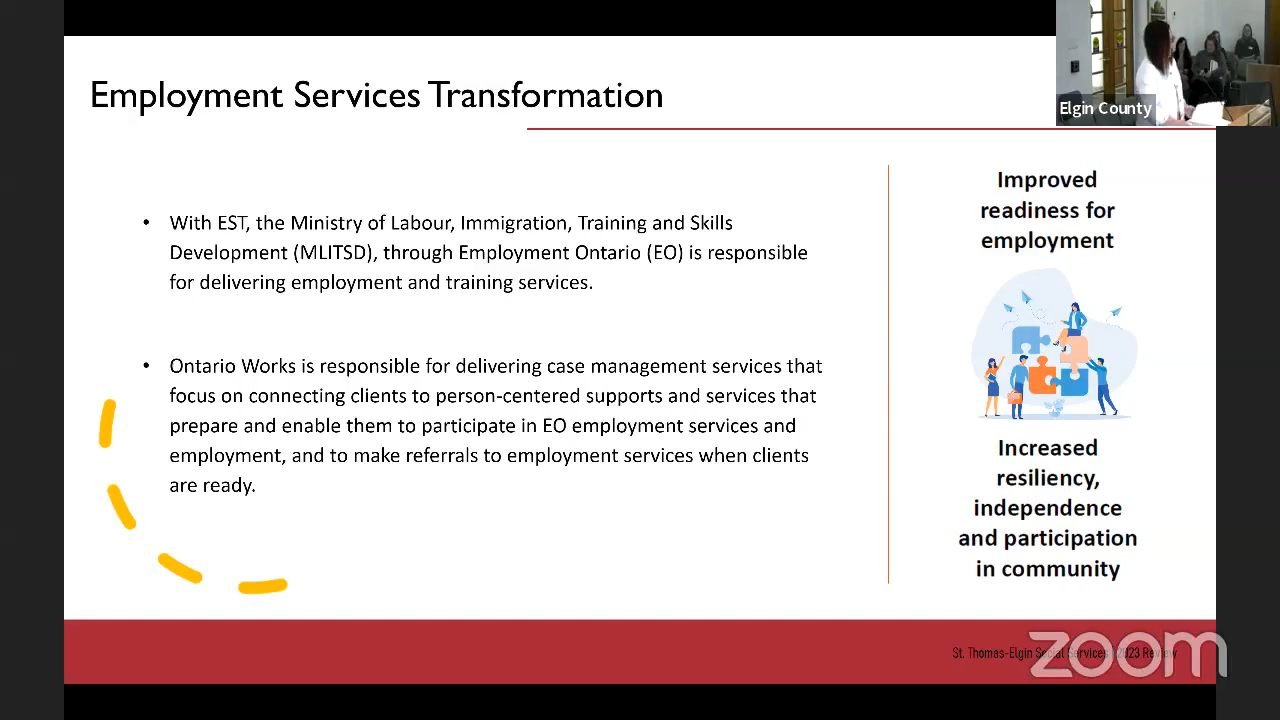 Employment Services Transformation
Elgin County
• With EST, the Ministry of Labour, Immigration, Training and Skills
Development (MLITSD), through Employment Ontario (EO) is responsible
for delivering employment and training services.
• Ontario Works is responsible for delivering case management services that
focus on connecting clients to person-centered supports and services that
prepare and enable them to participate in EO employment services and
employment, and to make referrals to employment services when clients
are ready.
Improved
readiness for
employment
Increased
resiliency,
independence
and participation
in community
St. Thomas-Elgin Social Services | 2023 Review
zoom